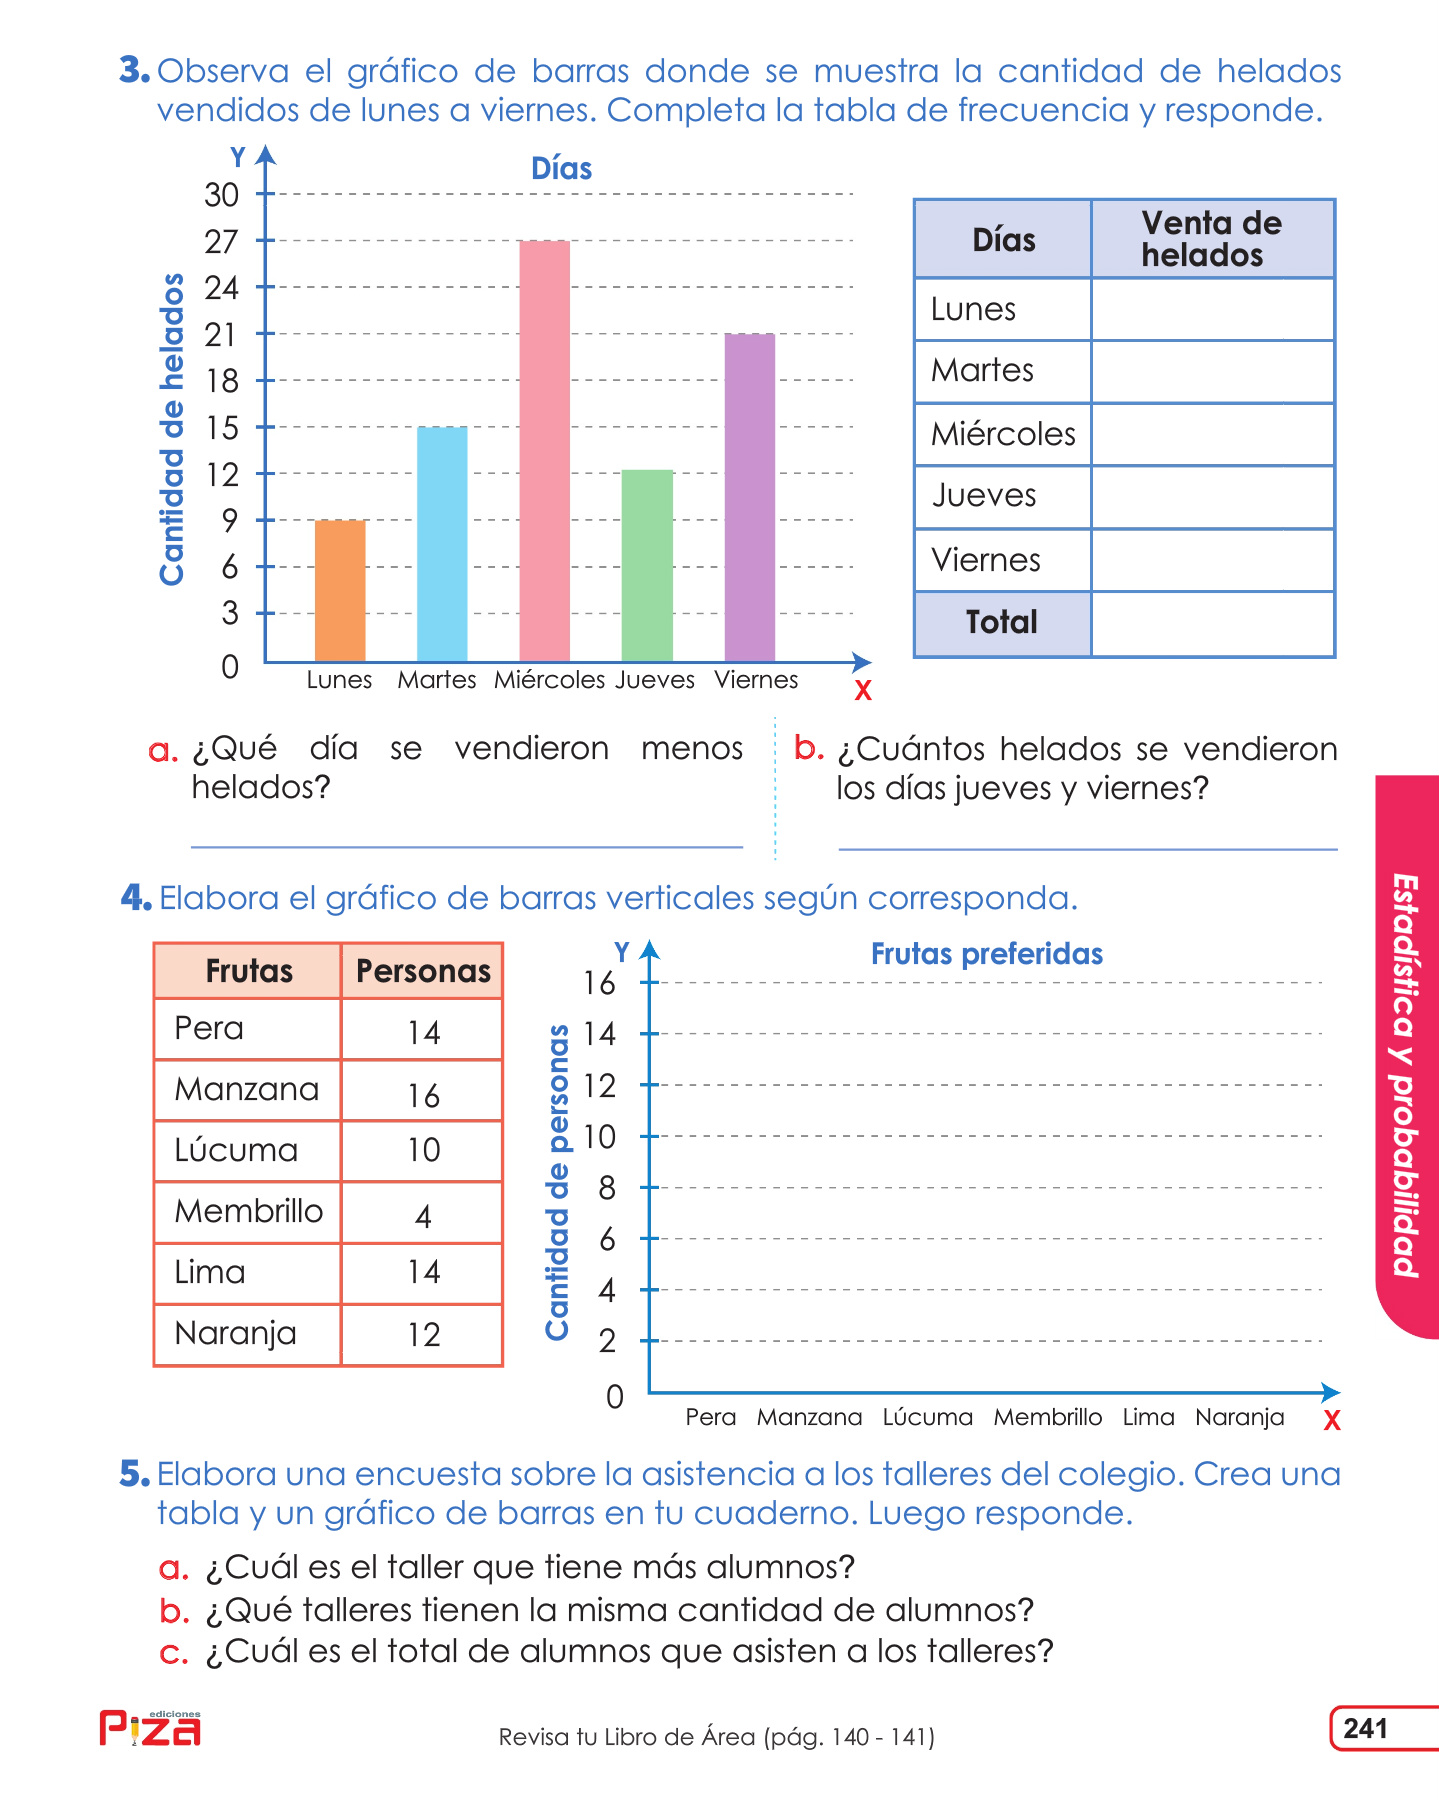 3. Observa el gráfico de barras donde se muestra la cantidad de helados
vendidos de lunes a viernes. Completa la tabla de frecuencia y responde.
Y
Días
30
27
24
21
18
15
12
9
6
3
0
Cantidad de helados
Lunes Martes Miércoles Jueves Viernes
X
Días Venta de helados
Lunes
Martes
Miércoles
Jueves
Viernes
Total
a. ¿Qué día se vendieron menos
helados?
b. ¿Cuántos helados se vendieron
los días jueves y viernes?
4. Elabora el gráfico de barras verticales según corresponda.
Frutas Personas
Pera 14
Manzana 16
Lúcuma 10
Membrillo 4
Lima 14
Naranja 12
Y
Frutas preferidas
16
14
12
10
8
6
4
2
0
Cantidad de personas
Pera Manzana Lúcuma Membrillo Lima Naranja
X
5. Elabora una encuesta sobre la asistencia a los talleres del colegio. Crea una
tabla y un gráfico de barras en tu cuaderno. Luego responde.
a. ¿Cuál es el taller que tiene más alumnos?
b. ¿Qué talleres tienen la misma cantidad de alumnos?
c. ¿Cuál es el total de alumnos que asisten a los talleres?
Estadística y probabilidad
ediciones
Piza
Revisa tu Libro de Área (pág. 140 - 141)
241